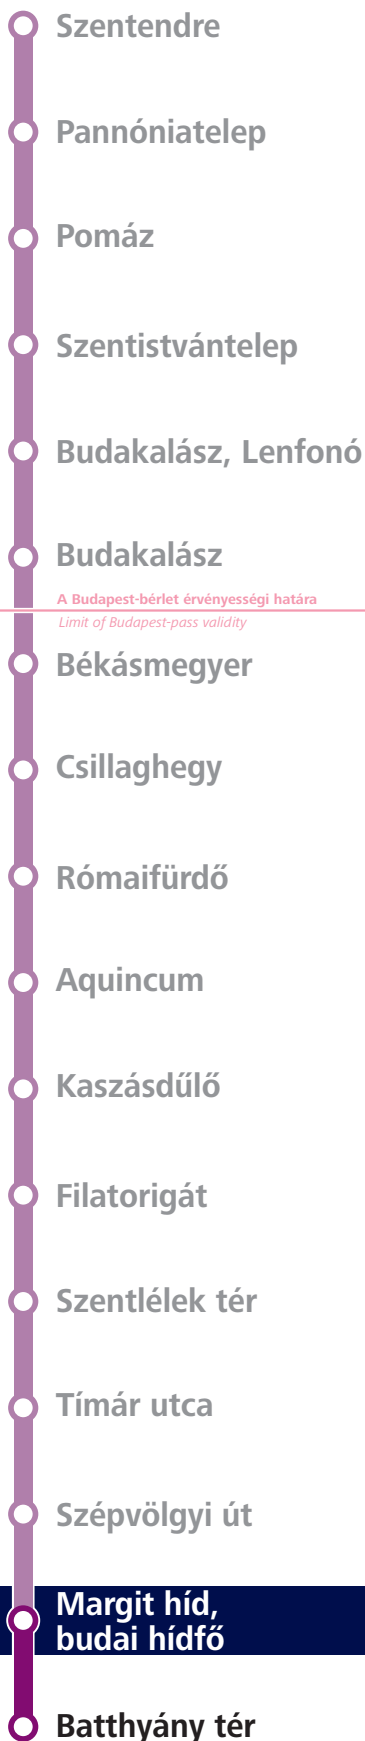 Szentendre
Pannóniatelep
Pomáz
Szentistvántelep
Budakalász, Lenfonó
Budakalász
A Budapest-bérlet érvényességi határa
Limit of Budapest-pass validity
Békásmegyer
Csillaghegy
Rómaifürdő
Aquincum
Kaszásdűlő
Filatorigát
Szentlélek tér
Tímár utca
Szépvölgyi út
Margit híd,
budai hídfő
Batthyány tér